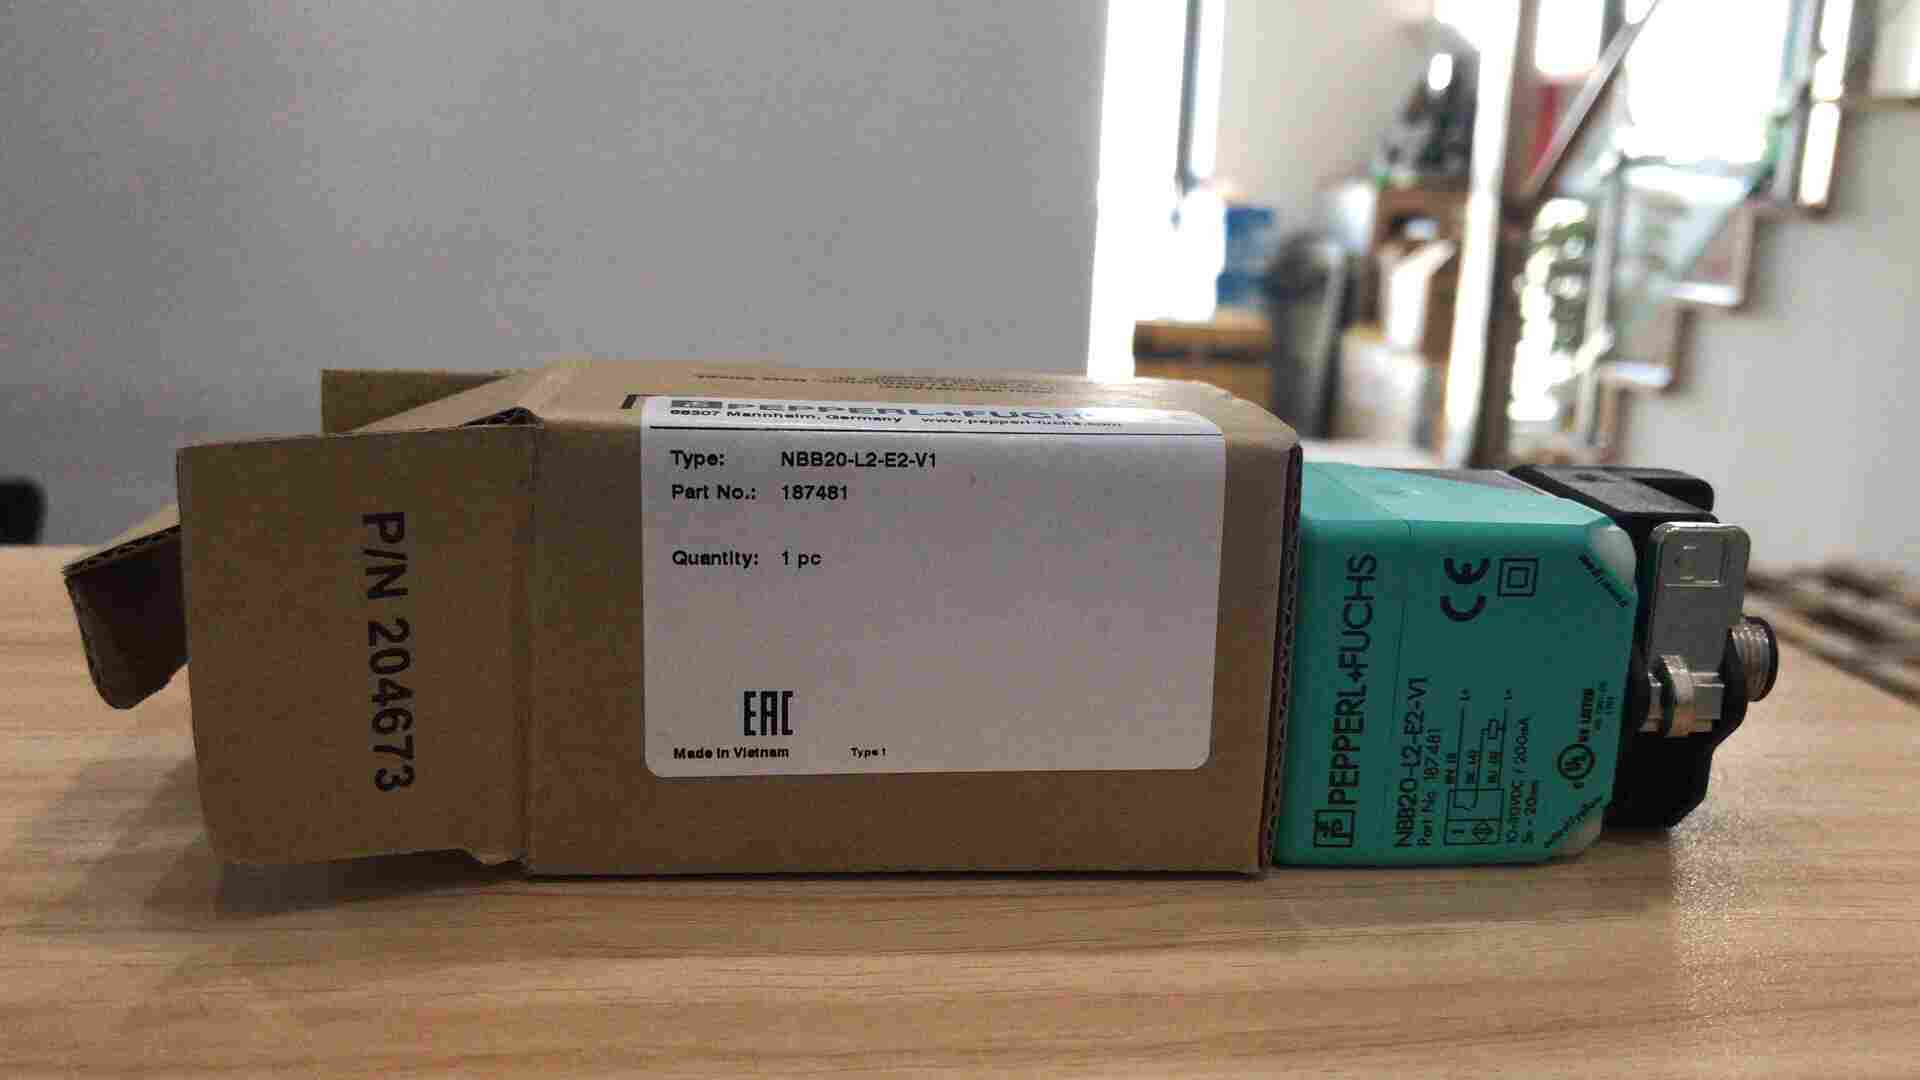 P/N 204673
PEPPERL+FUCHS
68307 Mannheim, Germany www.pepperl-fuchs.com
Type: NBB20-L2-E2-V1
Part No.: 187481
Quantity: 1 pc
EAC
Made in Vietnam Type 1
PEPPERL+FUCHS
NBB20-L2-E2-V1
Part No. 187481
L+
L-
10-30VDC / 200mA
Sn = 20mm
CE
UL LISTED